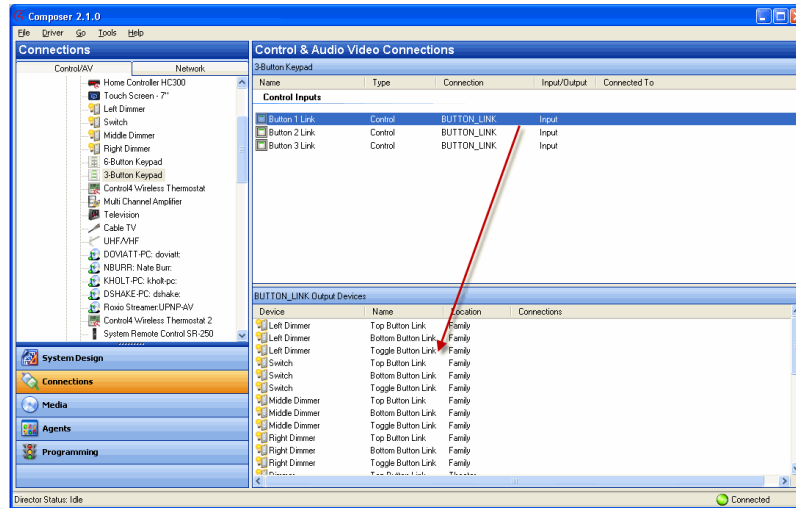 Composer 2.1.0
File Driver Go Tools Help
Connections
Control/AV Network
Home Controller HC300
Touch Screen - 7"
Left Dimmer
Switch
Middle Dimmer
Right Dimmer
6-Button Keypad
3-Button Keypad
Control4 Wireless Thermostat
Multi Channel Amplifier
Television
Cable TV
UHF/VHF
DOVIATT-PC: doviatt:
NBURR: Nate Burr:
KHOLT-PC: kholt-pc:
DSHAKE-PC: dshake:
Roxio Streamer:UPNP-AV
Control4 Wireless Thermostat 2
System Remote Control SR-250
System Design
Connections
Media
Agents
Programming
Control & Audio Video Connections
3-Button Keypad
Name Type Connection Input/Output Connected To
Control Inputs
Button 1 Link Control BUTTON_LINK Input
Button 2 Link Control BUTTON_LINK Input
Button 3 Link Control BUTTON_LINK Input
BUTTON_LINK Output Devices
Device Name Location Connections
Left Dimmer Top Button Link Family
Left Dimmer Bottom Button Link Family
Left Dimmer Toggle Button Link Family
Switch Top Button Link Family
Switch Bottom Button Link Family
Switch Toggle Button Link Family
Middle Dimmer Top Button Link Family
Middle Dimmer Bottom Button Link Family
Middle Dimmer Toggle Button Link Family
Right Dimmer Top Button Link Family
Right Dimmer Bottom Button Link Family
Right Dimmer Toggle Button Link Family
Dimmer Top Button Link Theater
Director Status: Idle Connected